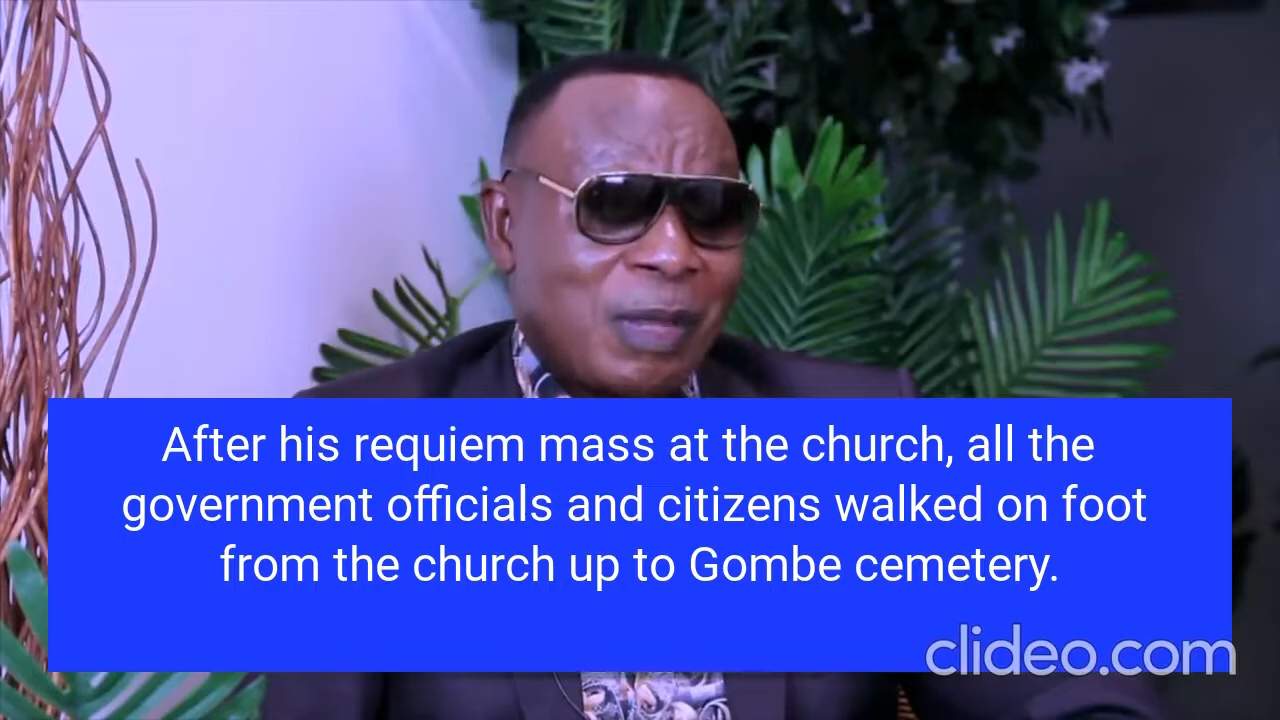 After his requiem mass at the church, all the
government officials and citizens walked on foot
from the church up to Gombe cemetery.
clideo.com